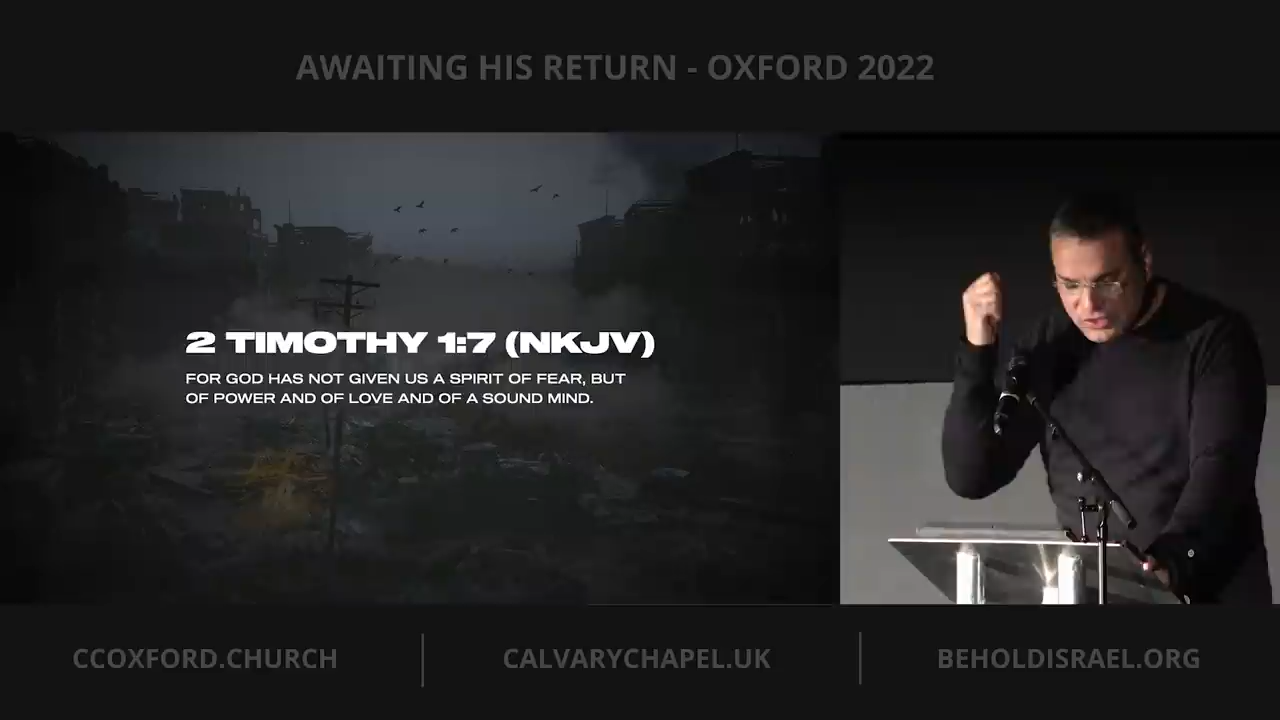 AWAITING HIS RETURN - OXFORD 2022
2 TIMOTHY 1:7 (NKJV)
FOR GOD HAS NOT GIVEN US A SPIRIT OF FEAR, BUT
OF POWER AND OF LOVE AND OF A SOUND MIND.
CCOXFORD.CHURCH
CALVARYCHAPEL.UK
BEHOLDISRAEL.ORG